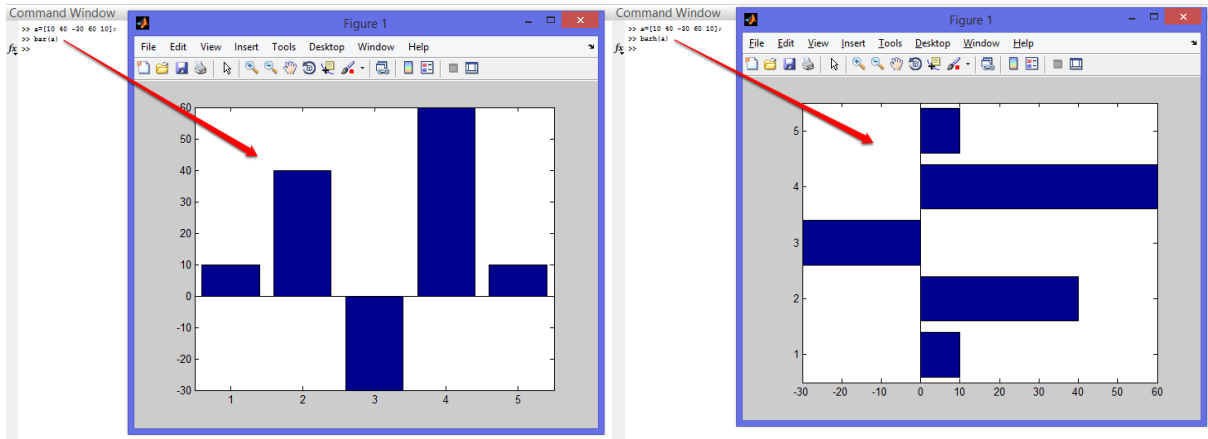 Command Window
>> a=[10 40 -30 60 10];
>> bar(a)
fx >>
Figure 1
File Edit View Insert Tools Desktop Window Help
60
50
40
30
20
10
0
-10
-20
-30
1 2 3 4 5
Command Window
>> a=[10 40 -30 60 10];
>> barh(a)
fx >>
Figure 1
File Edit View Insert Tools Desktop Window Help
5
4
3
2
1
-30 -20 -10 0 10 20 30 40 50 60